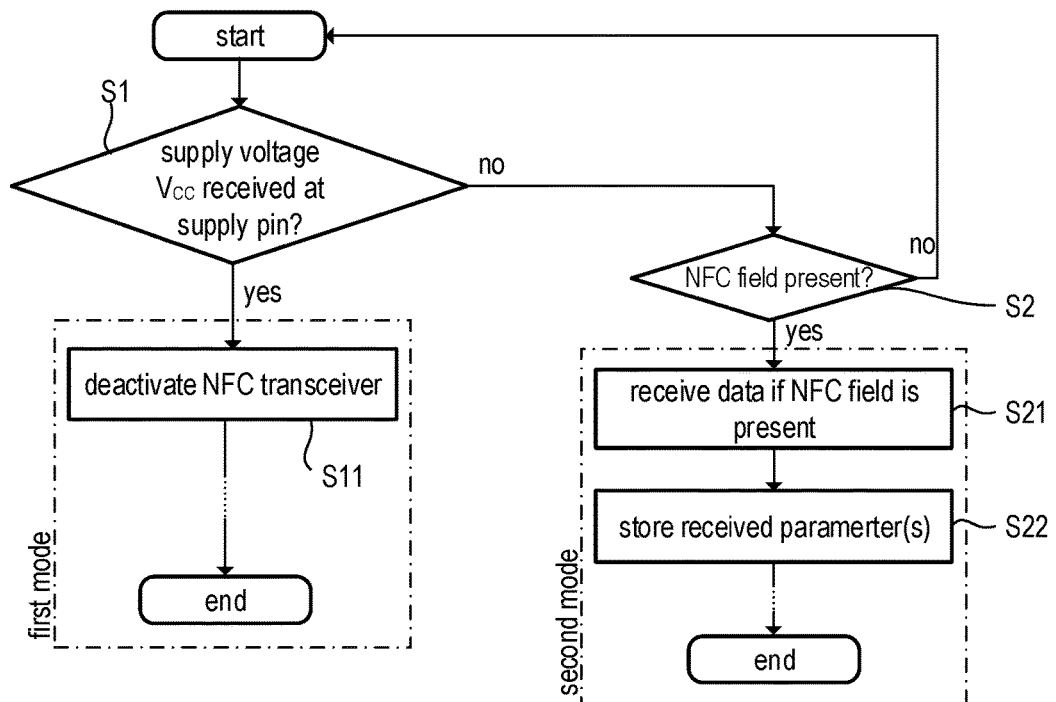 start
S1
supply voltage
VCC received at
supply pin?
no
no
NFC field present?
S2
yes
yes
deactivate NFC transceiver
S11
end
first mode
receive data if NFC field is
present
S21
store received paramerter(s)
S22
end
second mode